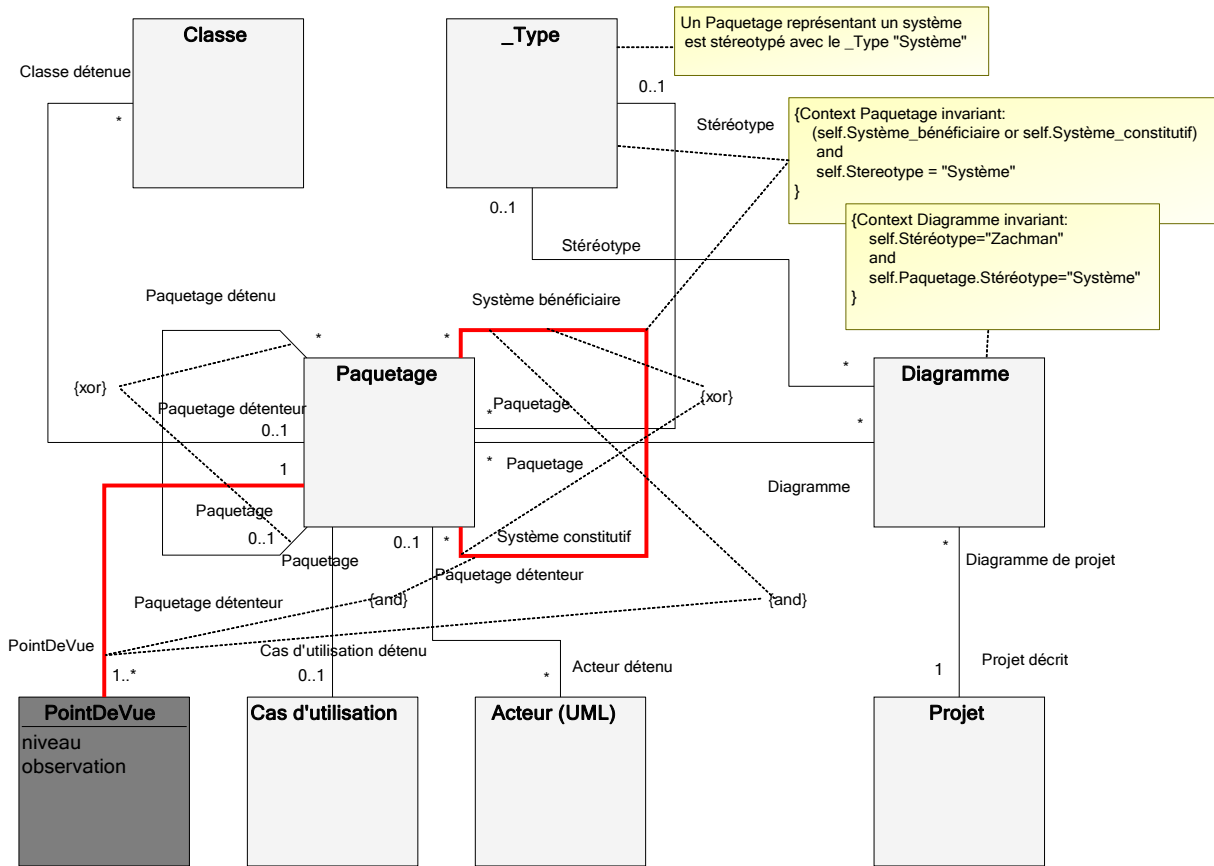 Classe
_Type
Un Paquetage représentant un système
est stéréotypé avec le _Type "Système"
Classe détenue
*
0..1
Stéréotype
{Context Paquetage invariant:
(self.Système_bénéficiaire or self.Système_constitutif)
and
self.Stereotype = "Système"
}
0..1
Stéréotype
{Context Diagramme invariant:
self.Stéréotype="Zachman"
and
self.Paquetage.Stéréotype="Système"
}
Paquetage détenu
Système bénéficiaire
*
*
*
Paquetage
Diagramme
{xor}
{xor}
Paquetage détenteur
*
Paquetage
0..1
*
1
*
Paquetage
Diagramme
Paquetage
0..1
0..1
*
Système constitutif
*
Paquetage
Paquetage détenteur
Diagramme de projet
Paquetage détenteur
{and}
{and}
PointDeVue
Cas d'utilisation détenu
Acteur détenu
Projet décrit
1..*
0..1
*
1
PointDeVue
niveau
observation
Cas d'utilisation
Acteur (UML)
Projet